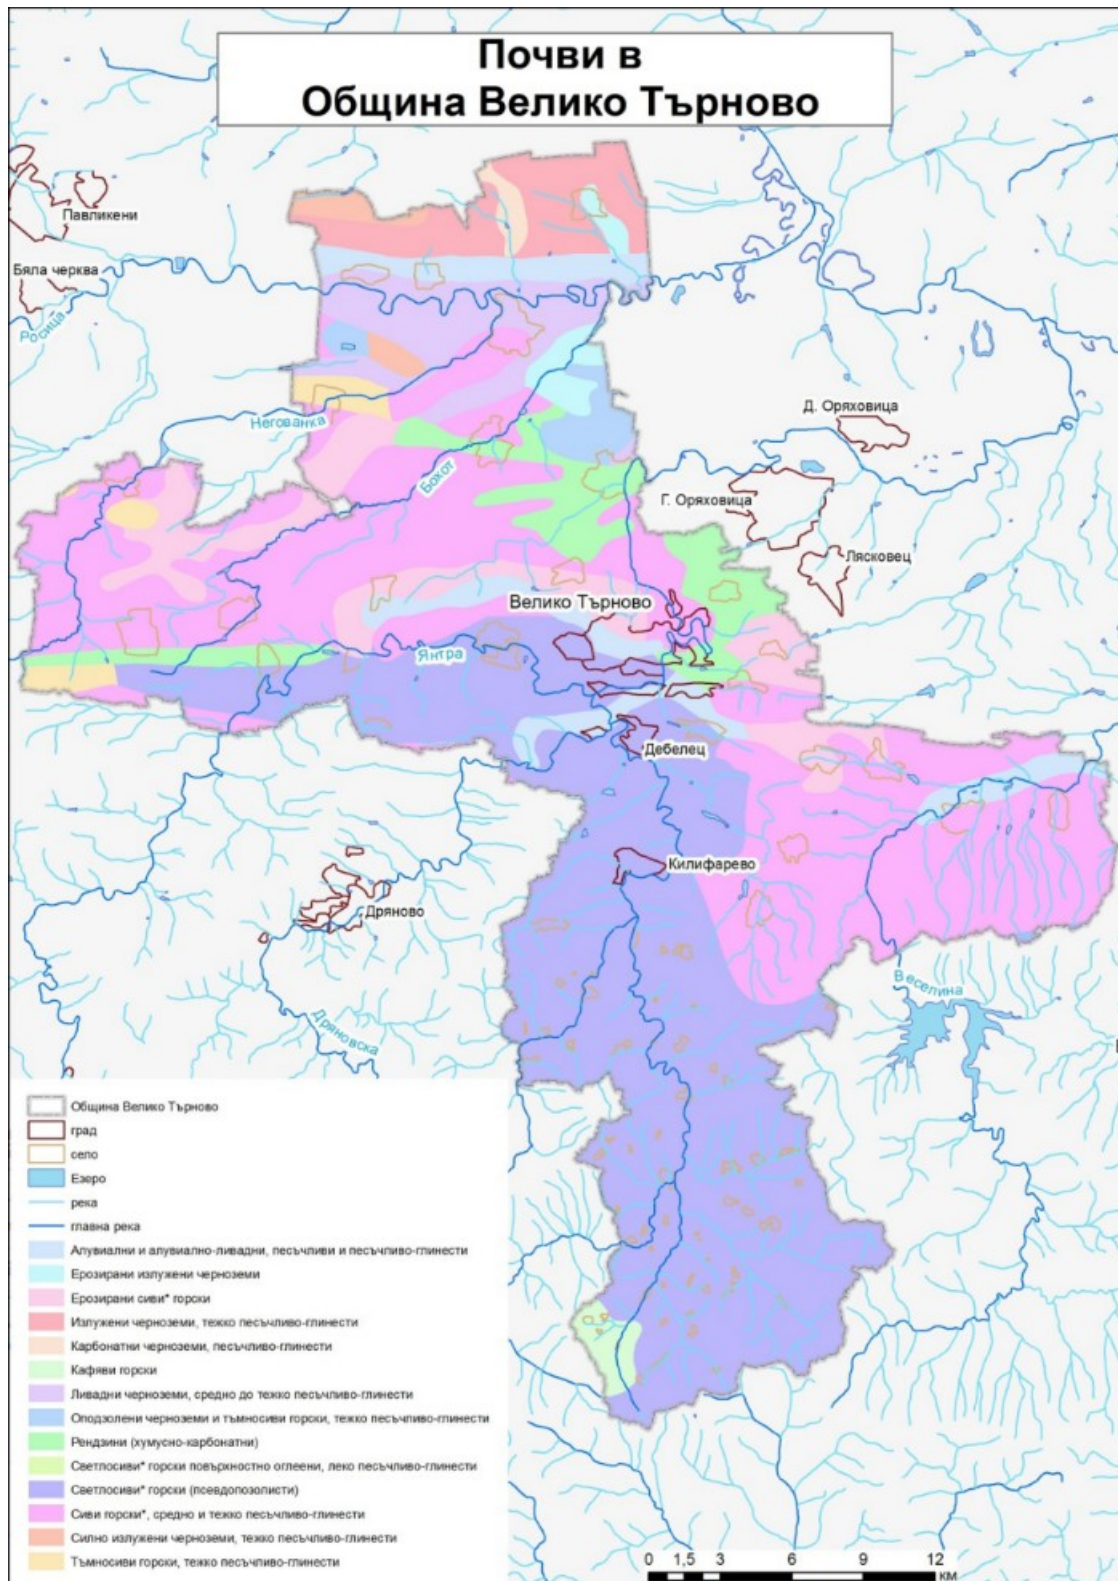 Почви в
Община Велико Търново
Павликени
Бяла черква
Росица
Д. Оряховица
Негованка
Бохот
Г. Оряховица
Лясковец
Велико Търново
Янтра
Дебелец
Килифарево
Дряново
Веселина
Дряновска
Община Велико Търново
град
село
Езеро
река
главна река
Алувиални и алувиално-ливадни, песъчливи и песъчливо-глинести
Ерозирани излужени черноземи
Ерозирани сиви* горски
Излужени черноземи, тежко песъчливо-глинести
Карбонатни черноземи, песъчливо-глинести
Кафяви горски
Ливадни черноземи, средно до тежко песъчливо-глинести
Оподзолени черноземи и тъмносиви горски, тежко песъчливо-глинести
Рендзини (хумусно-карбонатни)
Светлосиви* горски повърхностно оглеени, леко песъчливо-глинести
Светлосиви* горски (псевдопозолисти)
Сиви горски*, средно и тежко песъчливо-глинести
Силно излужени черноземи, тежко песъчливо-глинести
Тъмносиви горски, тежко песъчливо-глинести
0 1,5 3 6 9 12
км